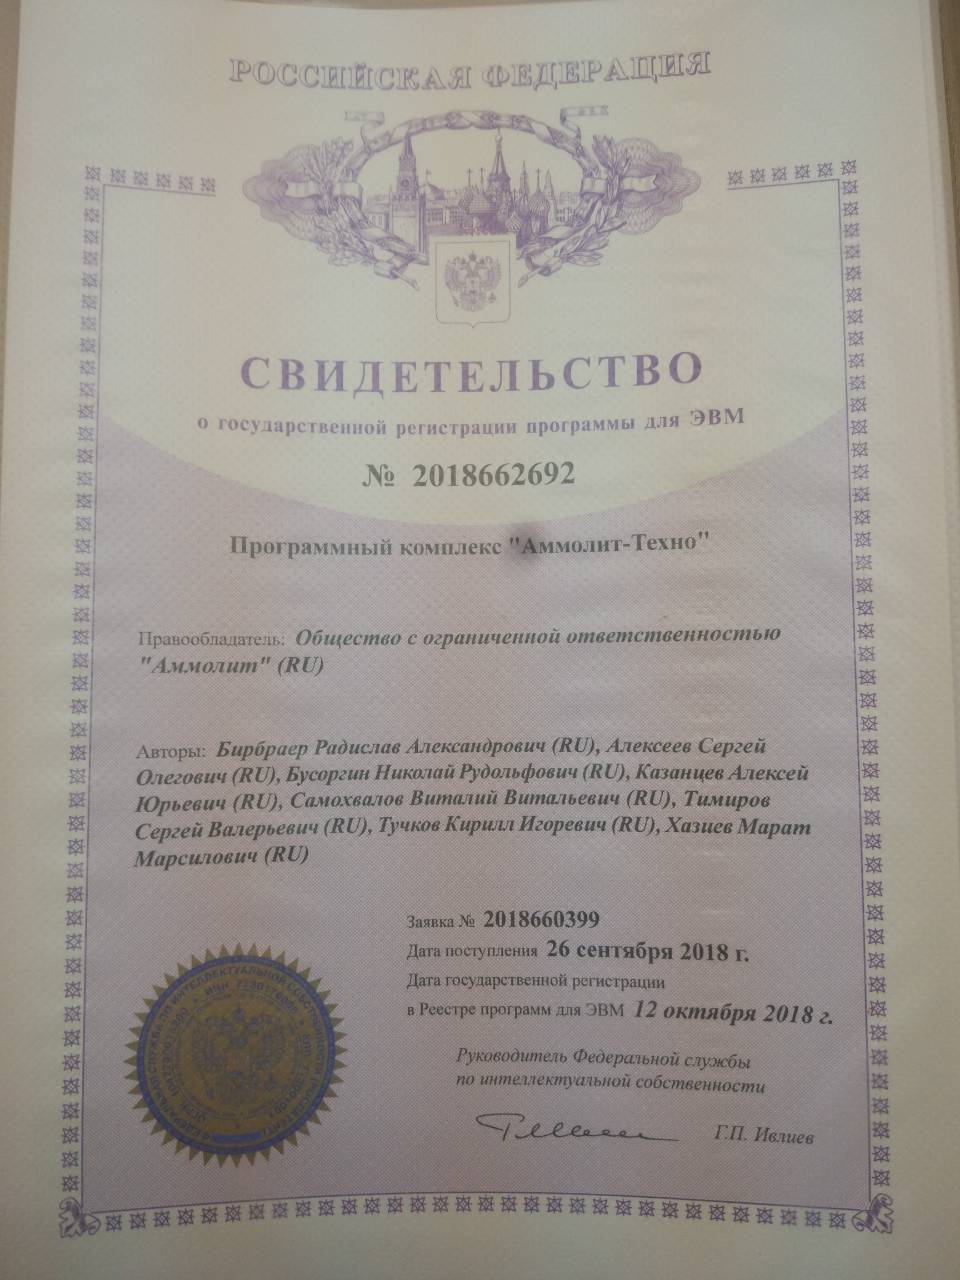 РОССИЙСКАЯ ФЕДЕРАЦИЯ
СВИДЕТЕЛЬСТВО
о государственной регистрации программы для ЭВМ
№ 2018662692
Программный комплекс "Аммолит-Техно"
Правообладатель: Общество с ограниченной ответственностью
"Аммолит" (RU)
Авторы: Бирбраер Радислав Александрович (RU), Алексеев Сергей
Олегович (RU), Бусоргин Николай Рудольфович (RU), Казанцев Алексей
Юрьевич (RU), Самохвалов Виталий Витальевич (RU), Тимиров
Сергей Валерьевич (RU), Тучков Кирилл Игоревич (RU), Хазиев Марат
Марсилович (RU)
Заявка № 2018660399
Дата поступления 26 сентября 2018 г.
Дата государственной регистрации
в Реестре программ для ЭВМ 12 октября 2018 г.
Руководитель Федеральной службы
по интеллектуальной собственности
Г.П. Ивлиев